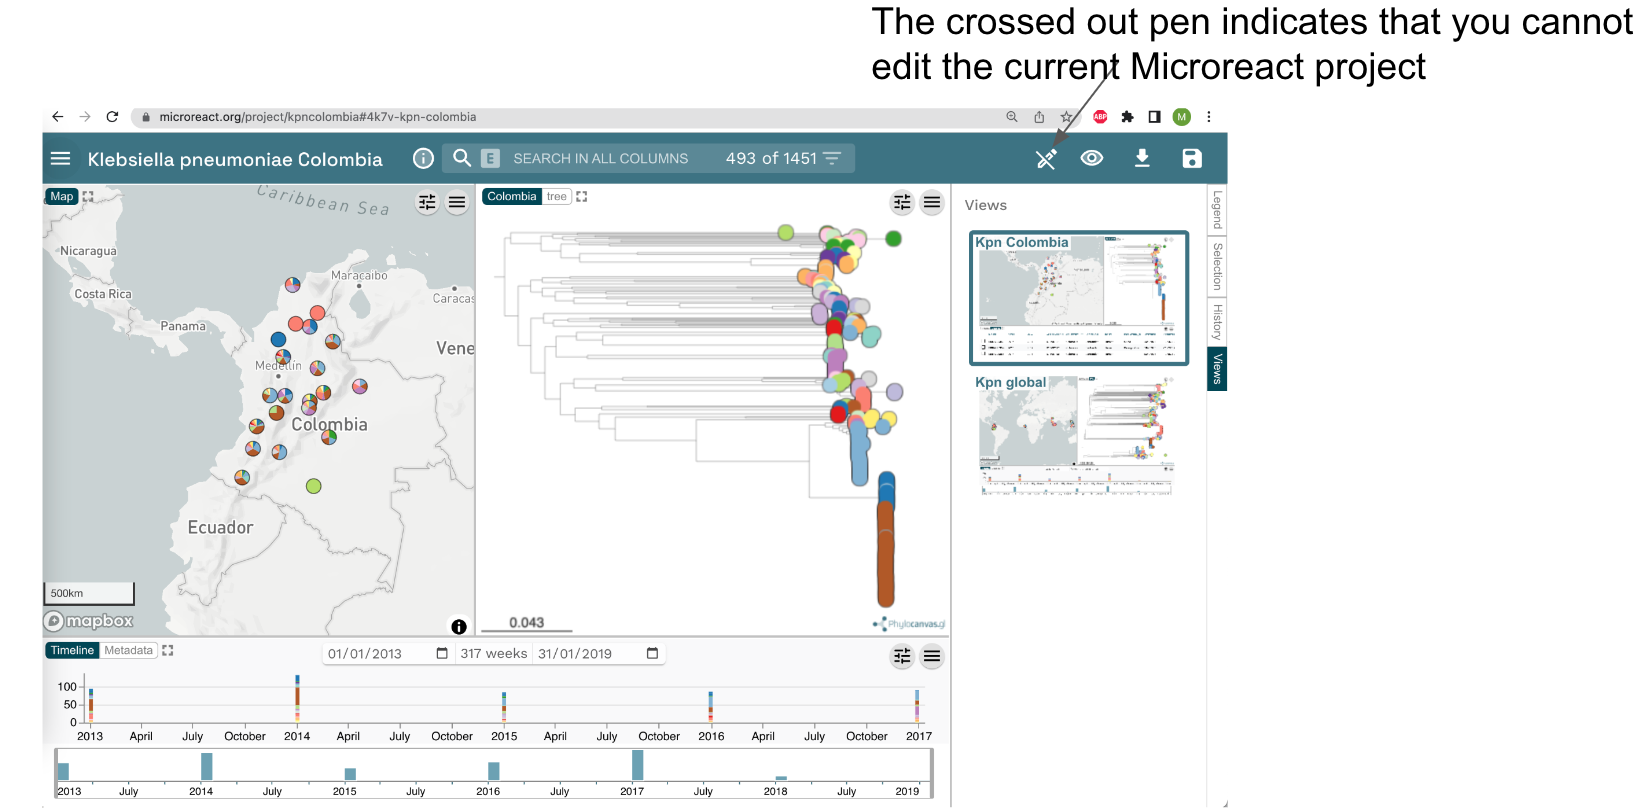 The crossed out pen indicates that you cannot
edit the current Microreact project
microreact.org/project/kpncolombia#4k7v-kpn-colombia
ABP
M
Klebsiella pneumoniae Colombia
i
E
SEARCH IN ALL COLUMNS
493 of 1451
Map
Caribbean Sea
Nicaragua
Maracaibo
Costa Rica
Caracas
Panama
Vene
Medellín
Colombia
Ecuador
500km
mapbox
Colombia
tree
0.043
Phylocanvas.gl
Views
Kpn Colombia
Kpn global
Legend
Selection
History
Views
Timeline
Metadata
01/01/2013
317 weeks
31/01/2019
100
50
0
2013 April July October 2014 April July October 2015 April July October 2016 April July October 2017
2013 July 2014 July 2015 July 2016 July 2017 July 2018 July 2019